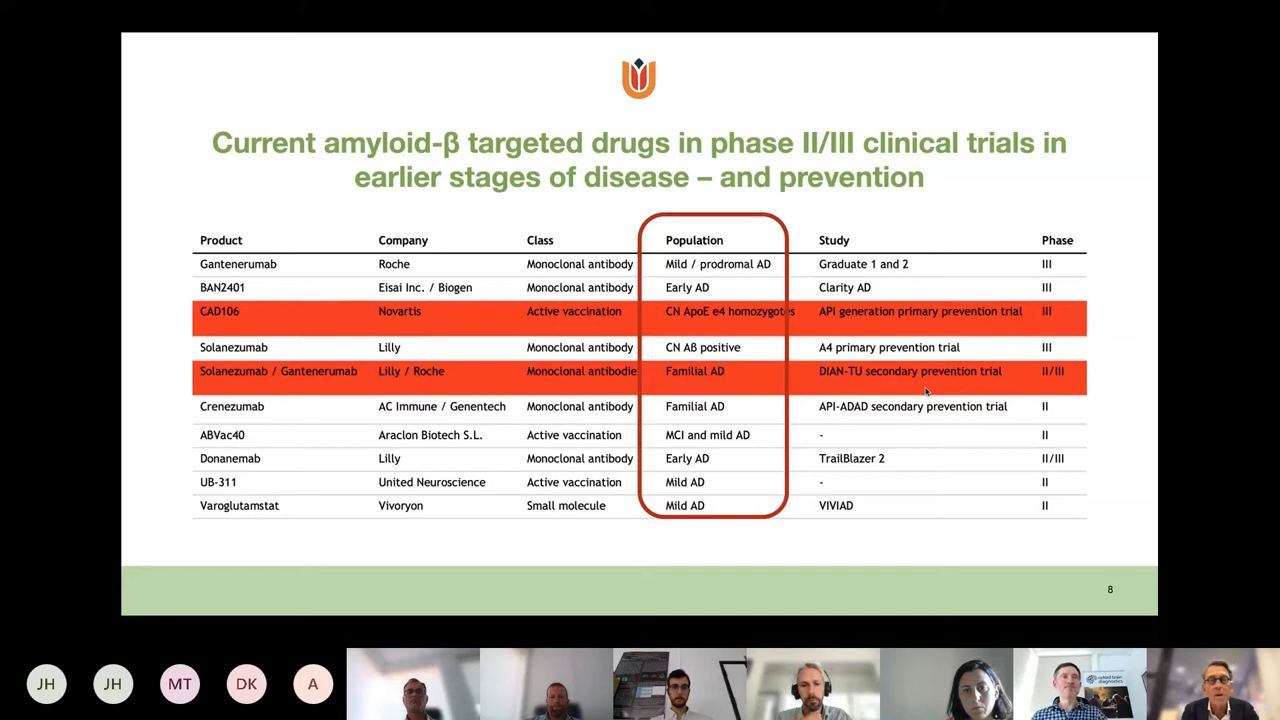 Current amyloid-β targeted drugs in phase II/III clinical trials in
earlier stages of disease – and prevention
Product Company Class Population Study Phase
Gantenerumab Roche Monoclonal antibody Mild / prodromal AD Graduate 1 and 2 III
BAN2401 Eisai Inc. / Biogen Monoclonal antibody Early AD Clarity AD III
CAD106 Novartis Active vaccination CN ApoE e4 homozygotes API generation primary prevention trial III
Solanezumab Lilly Monoclonal antibody CN Aß positive A4 primary prevention trial III
Solanezumab / Gantenerumab Lilly / Roche Monoclonal antibodie Familial AD DIAN-TU secondary prevention trial II/III
Crenezumab AC Immune / Genentech Monoclonal antibody Familial AD API-ADAD secondary prevention trial II
ABVac40 Araclon Biotech S.L. Active vaccination MCI and mild AD - II
Donanemab Lilly Monoclonal antibody Early AD TrailBlazer 2 II/III
UB-311 United Neuroscience Active vaccination Mild AD - II
Varoglutamstat Vivoryon Small molecule Mild AD VIVIAD II
8
JH JH MT DK A
oxford brain
diagnostics